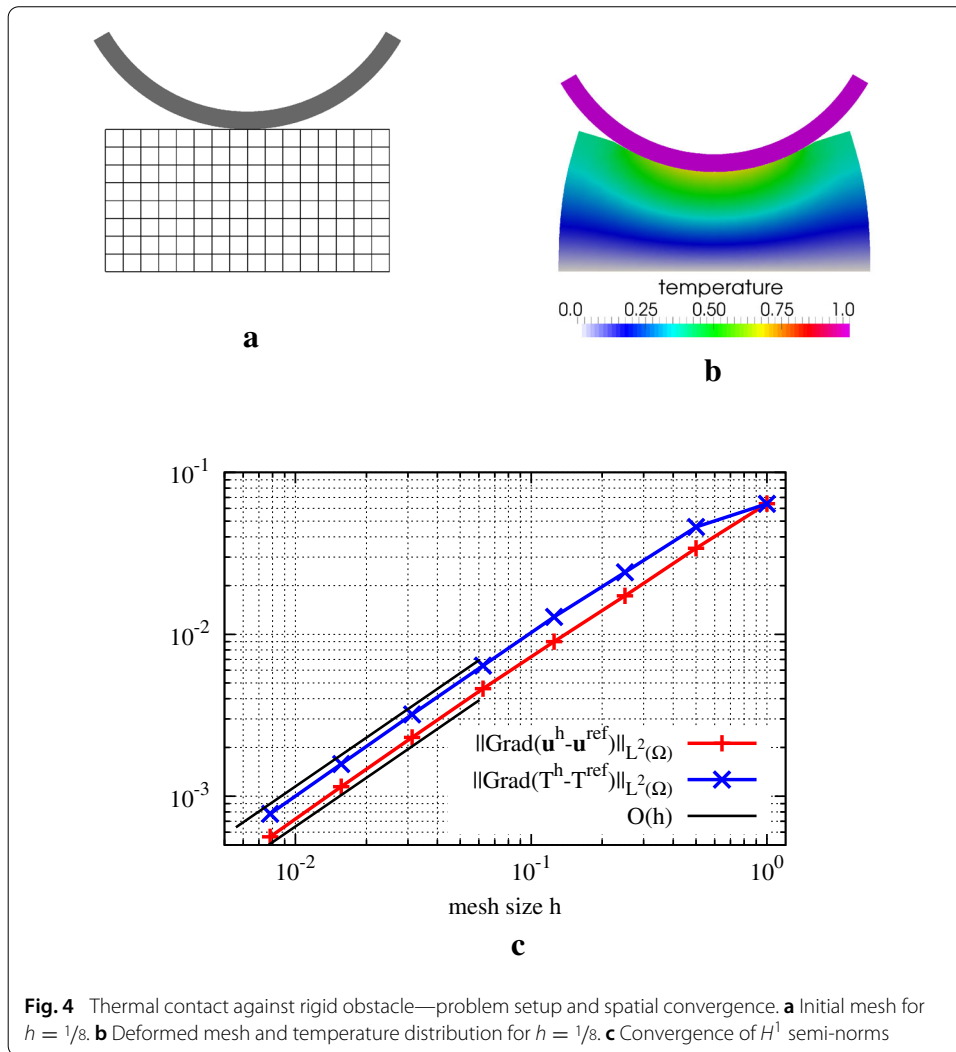 a
temperature
0.0 0.25 0.50 0.75 1.0
b
10^-1
10^-2
10^-3
||Grad(u^h-u^ref)||_L^2(Ω)
||Grad(T^h-T^ref)||_L^2(Ω)
O(h)
10^-2 10^-1 10^0
mesh size h
c
Fig. 4 Thermal contact against rigid obstacle—problem setup and spatial convergence. a Initial mesh for
h = 1/8. b Deformed mesh and temperature distribution for h = 1/8. c Convergence of H^1 semi-norms